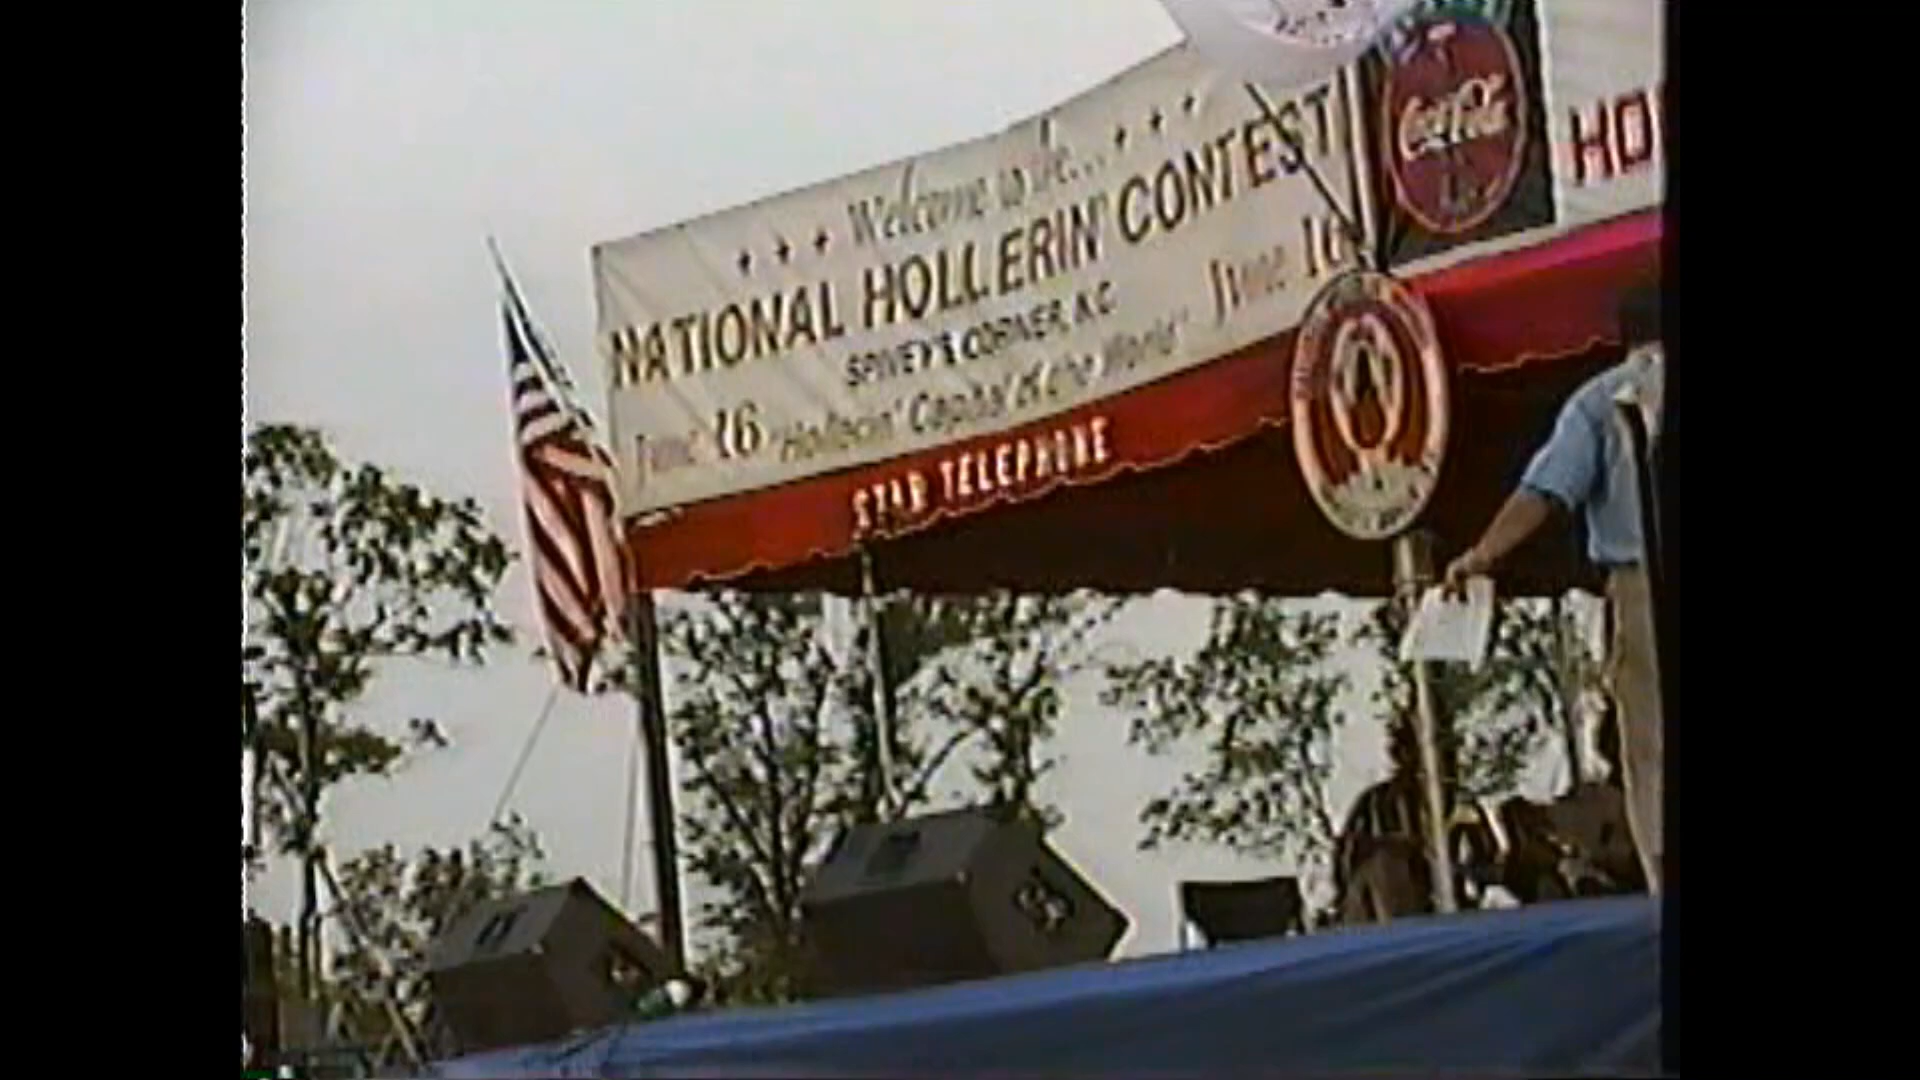 Welcome to the...
NATIONAL HOLLERIN' CONTEST
SPIVEY'S CORNER, N.C
June 16 "Hollerin' Capital of the World" June 16
STAR TELEPHONE
Coca-Cola
HO